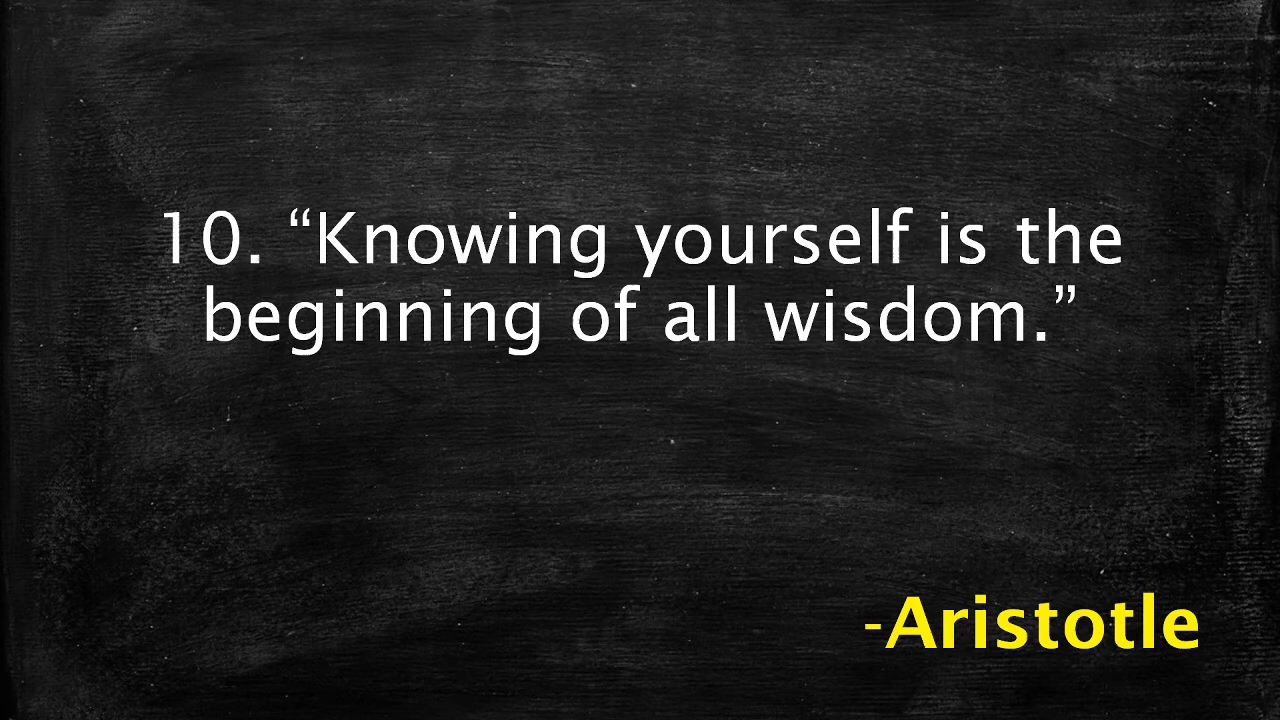 10. “Knowing yourself is the
beginning of all wisdom.”
-Aristotle